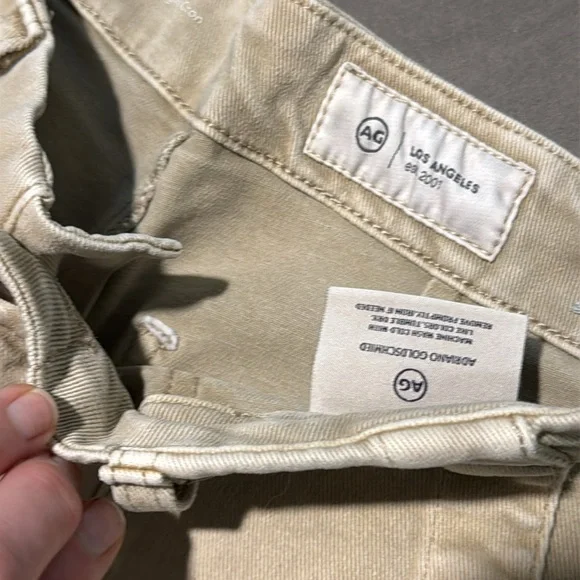 AG
LOS ANGELES
est 2001
AG
ADRIANO GOLDSCHMIED
MACHINE WASH COLD WITH
LIKE COLORS. TUMBLE DRY.
REMOVE PROMPTLY. IRON IF NEEDED